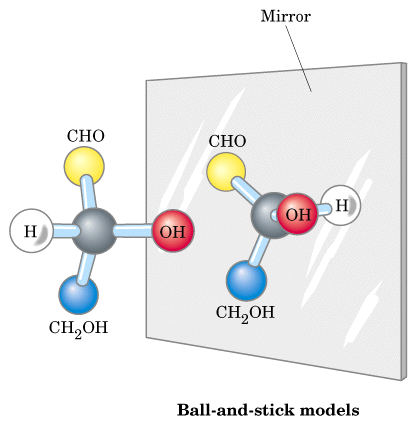 Mirror
CHO
CHO
H
OH
OH
H
CH₂OH
CH₂OH
Ball-and-stick models